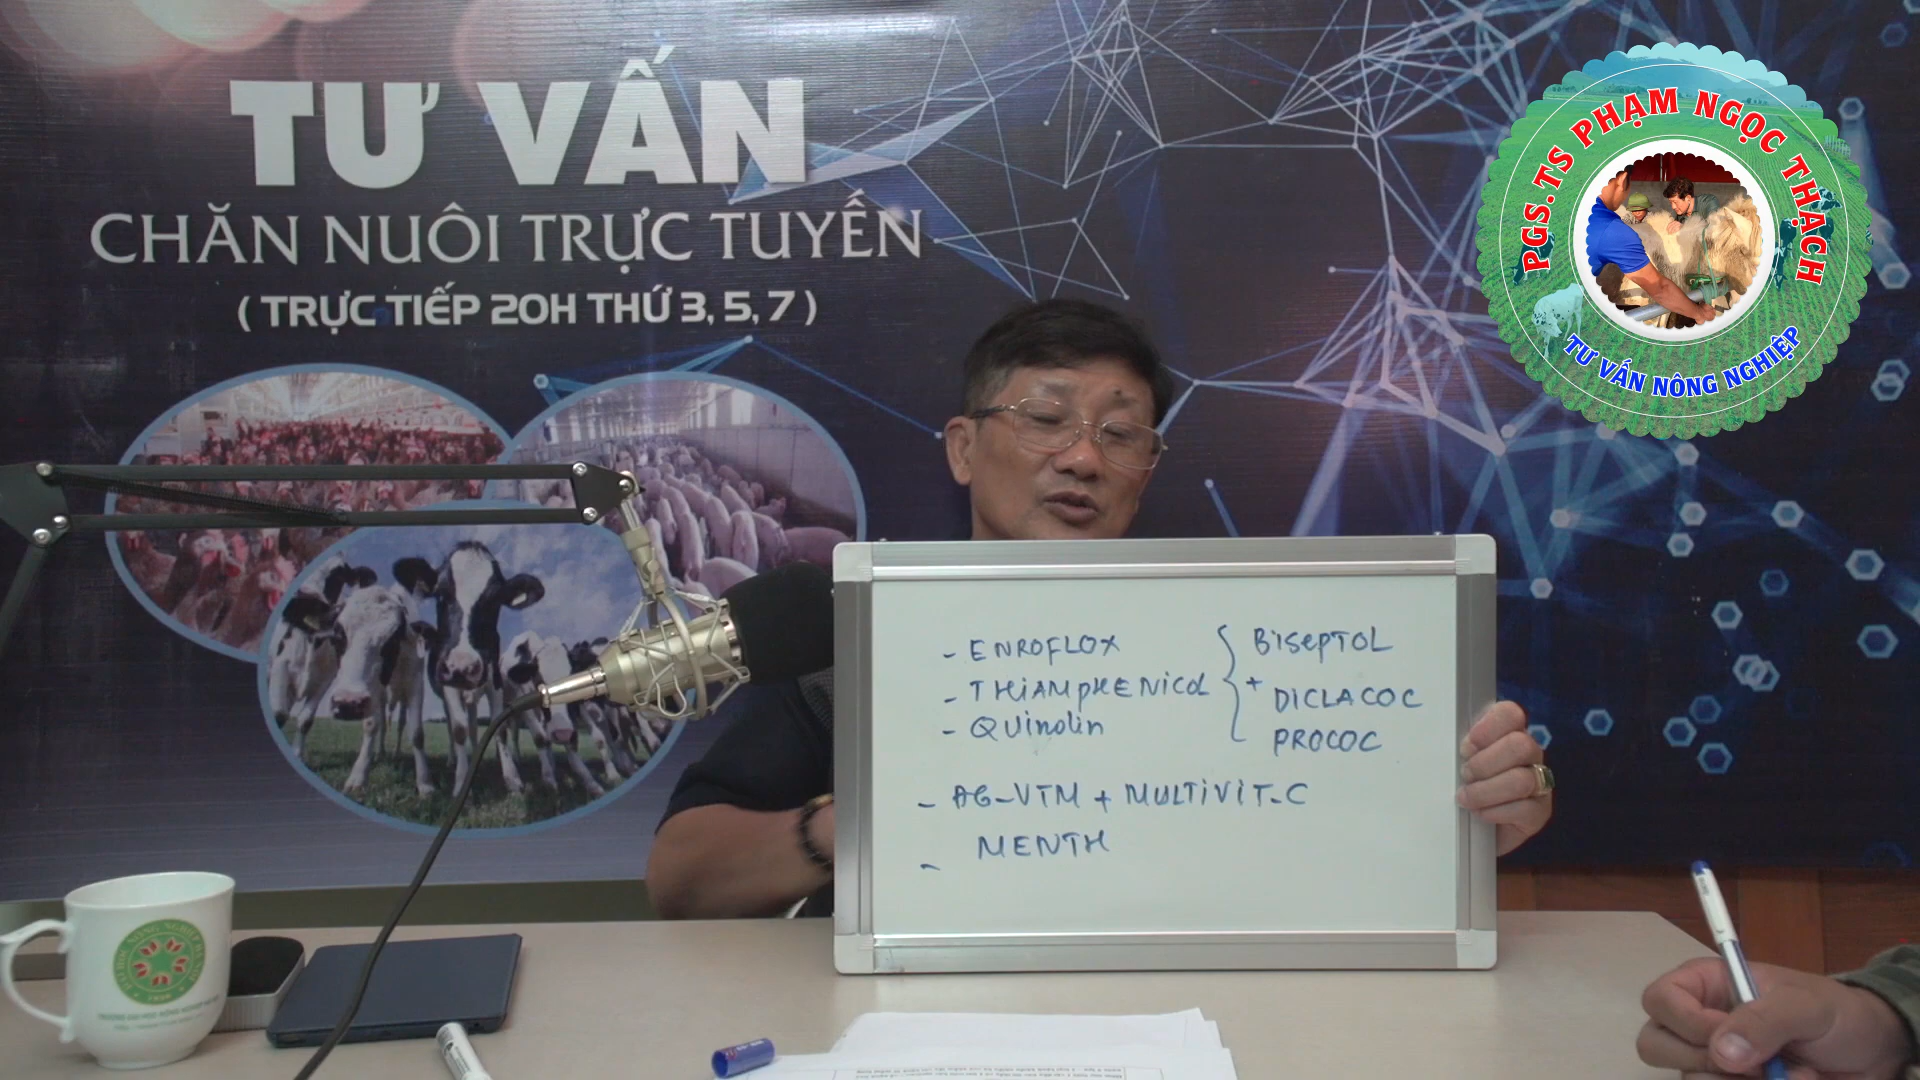 TƯ VẤN
CHĂN NUÔI TRỰC TUYẾN
( TRỰC TIẾP 20H THỨ 3, 5, 7 )
PGS.TS PHẠM NGỌC THẠCH
TƯ VẤN NÔNG NGHIỆP
- ENROFLOX
- THIAMPHENICOL
- QUINOLIN
+
BISEPTOL
DICLACOC
PROCOC
- AG-VTM + MULTIVIT-C
- MENTH